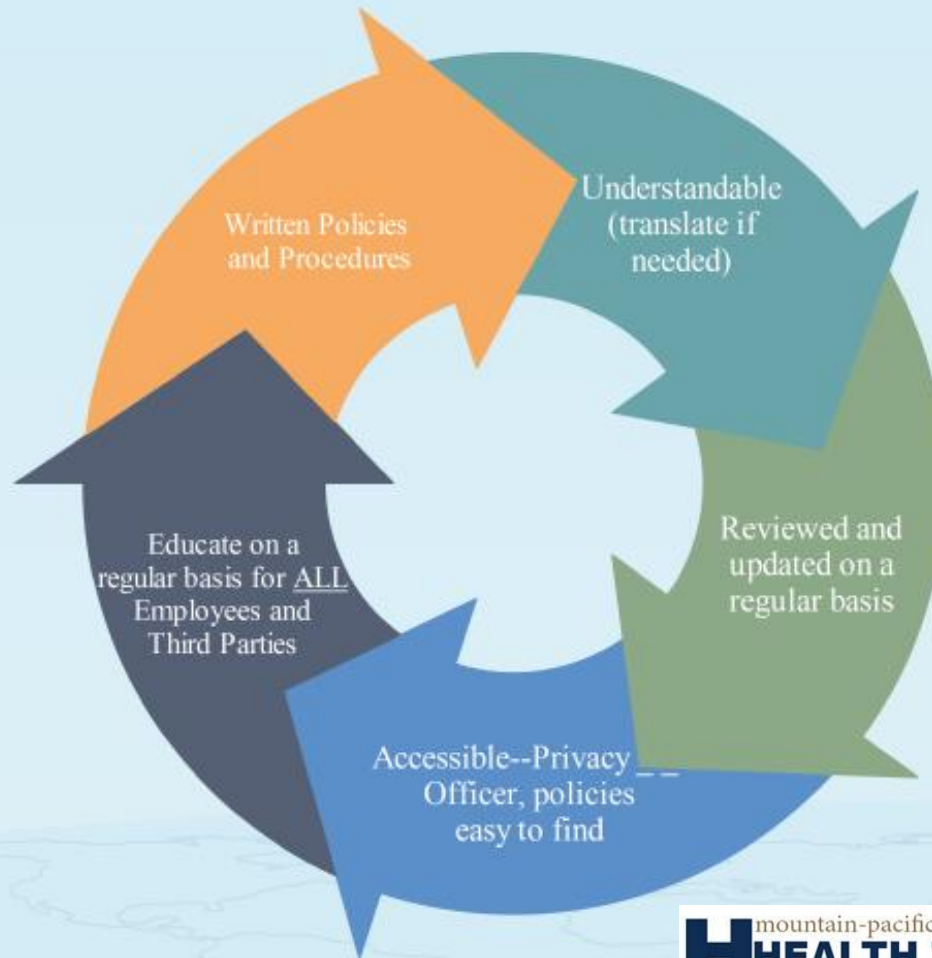 Written Policies
and Procedures
Understandable
(translate if
needed)
Reviewed and
updated on a
regular basis
Accessible--Privacy _ _
Officer, policies
easy to find
Educate on a
regular basis for ALL
Employees and
Third Parties
mountain-pacific
HEALTH